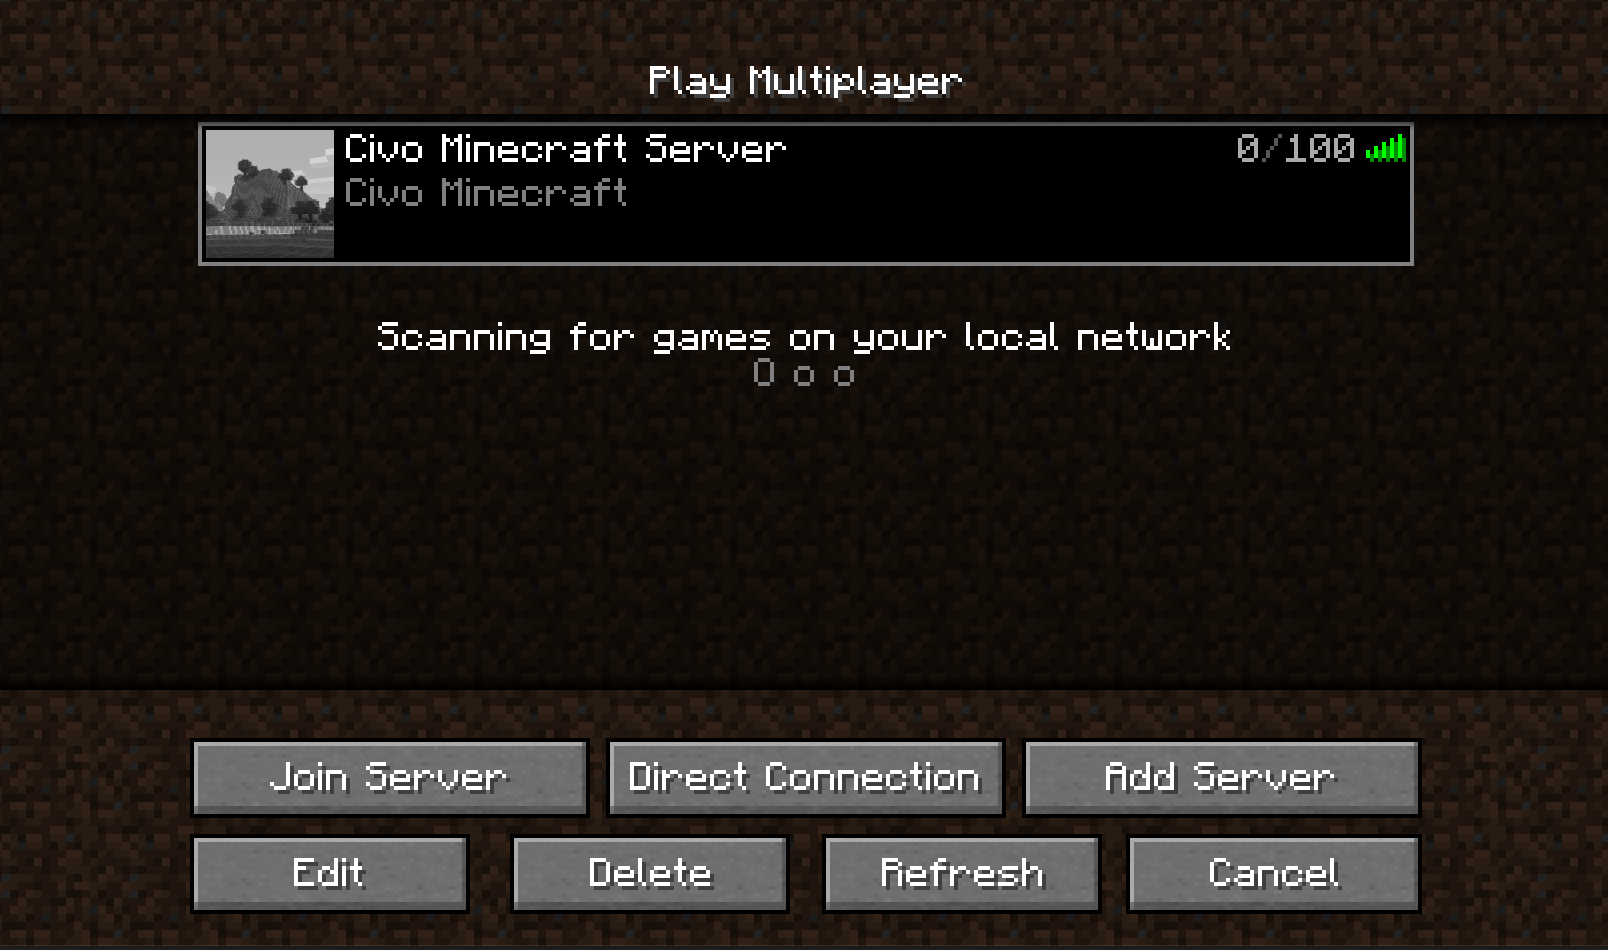 Play Multiplayer
Civo Minecraft Server 0/100
Civo Minecraft
Scanning for games on your local network
O o o
Join Server Direct Connection Add Server
Edit Delete Refresh Cancel